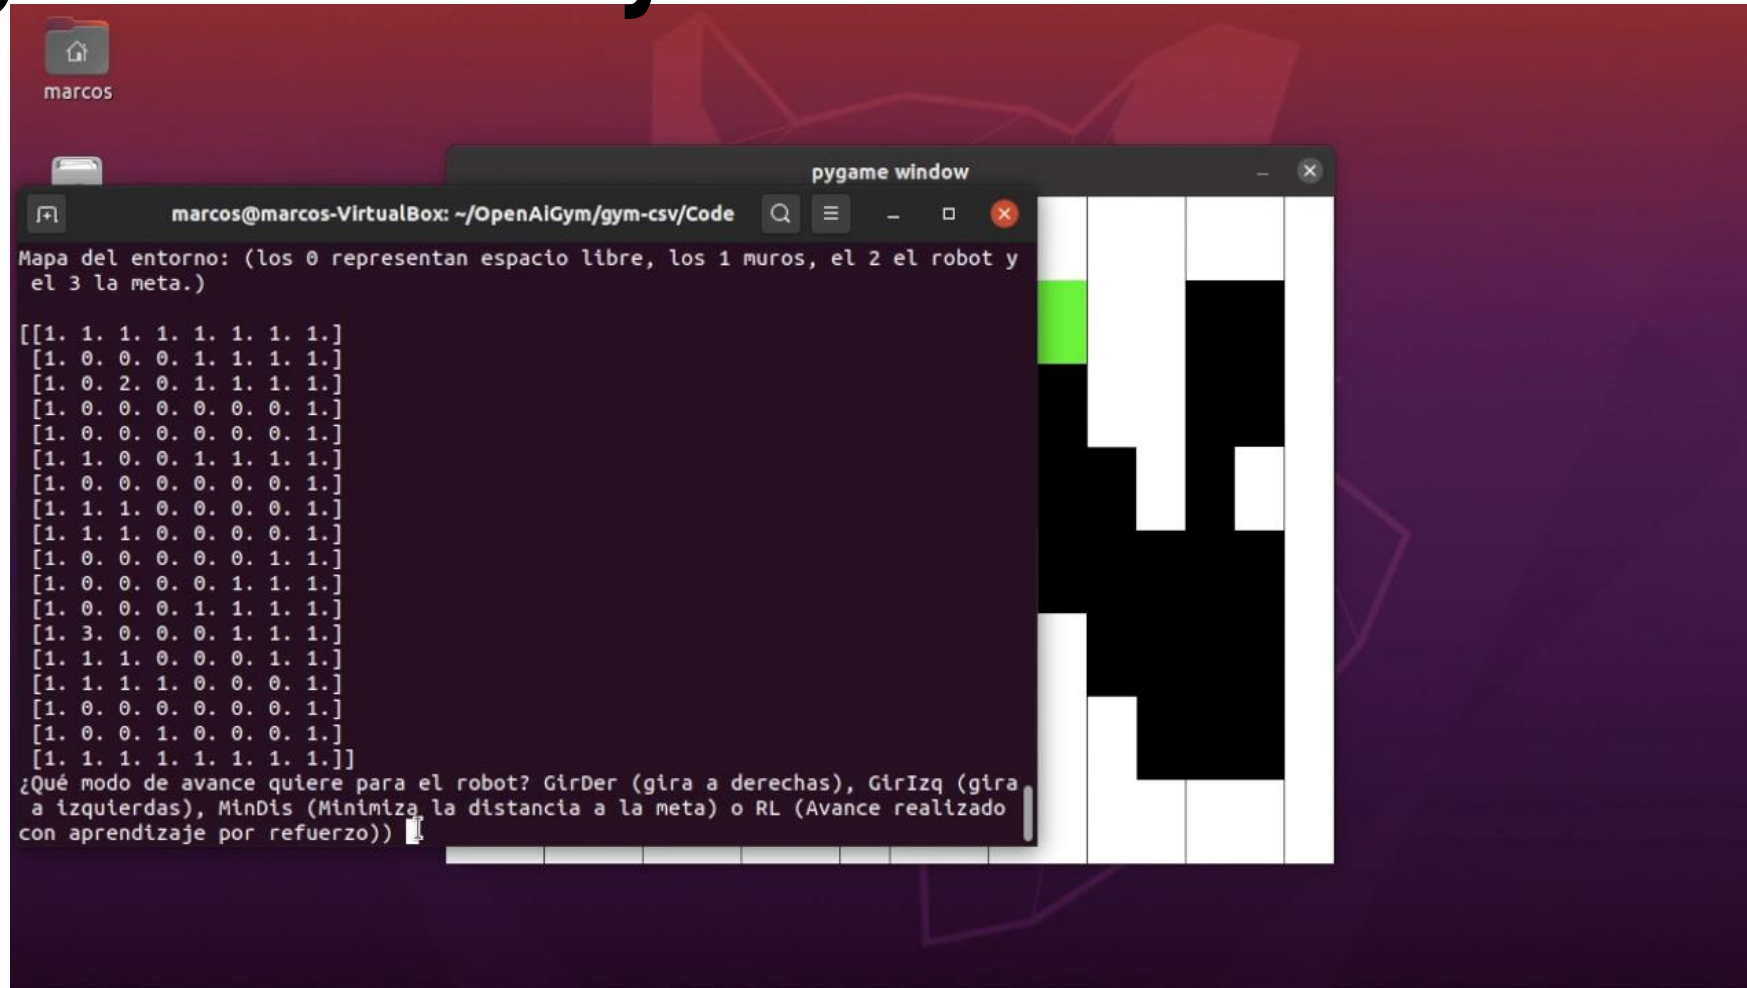 marcos
pygame window
marcos@marcos-VirtualBox: ~/OpenAiGym/gym-csv/Code
Mapa del entorno: (los 0 representan espacio libre, los 1 muros, el 2 el robot y
el 3 la meta.)
[[1. 1. 1. 1. 1. 1. 1. 1.]
[1. 0. 0. 0. 1. 1. 1. 1.]
[1. 0. 2. 0. 1. 1. 1. 1.]
[1. 0. 0. 0. 0. 0. 0. 1.]
[1. 0. 0. 0. 0. 0. 0. 1.]
[1. 1. 0. 0. 1. 1. 1. 1.]
[1. 0. 0. 0. 0. 0. 0. 1.]
[1. 1. 1. 0. 0. 0. 0. 1.]
[1. 1. 1. 0. 0. 0. 0. 1.]
[1. 0. 0. 0. 0. 0. 1. 1.]
[1. 0. 0. 0. 0. 1. 1. 1.]
[1. 0. 0. 0. 1. 1. 1. 1.]
[1. 3. 0. 0. 0. 1. 1. 1.]
[1. 1. 1. 0. 0. 0. 1. 1.]
[1. 1. 1. 1. 0. 0. 0. 1.]
[1. 0. 0. 0. 0. 0. 0. 1.]
[1. 0. 0. 1. 0. 0. 0. 1.]
[1. 1. 1. 1. 1. 1. 1. 1.]]
¿Qué modo de avance quiere para el robot? GirDer (gira a derechas), GirIzq (gira
a izquierdas), MinDis (Minimiza la distancia a la meta) o RL (Avance realizado
con aprendizaje por refuerzo))